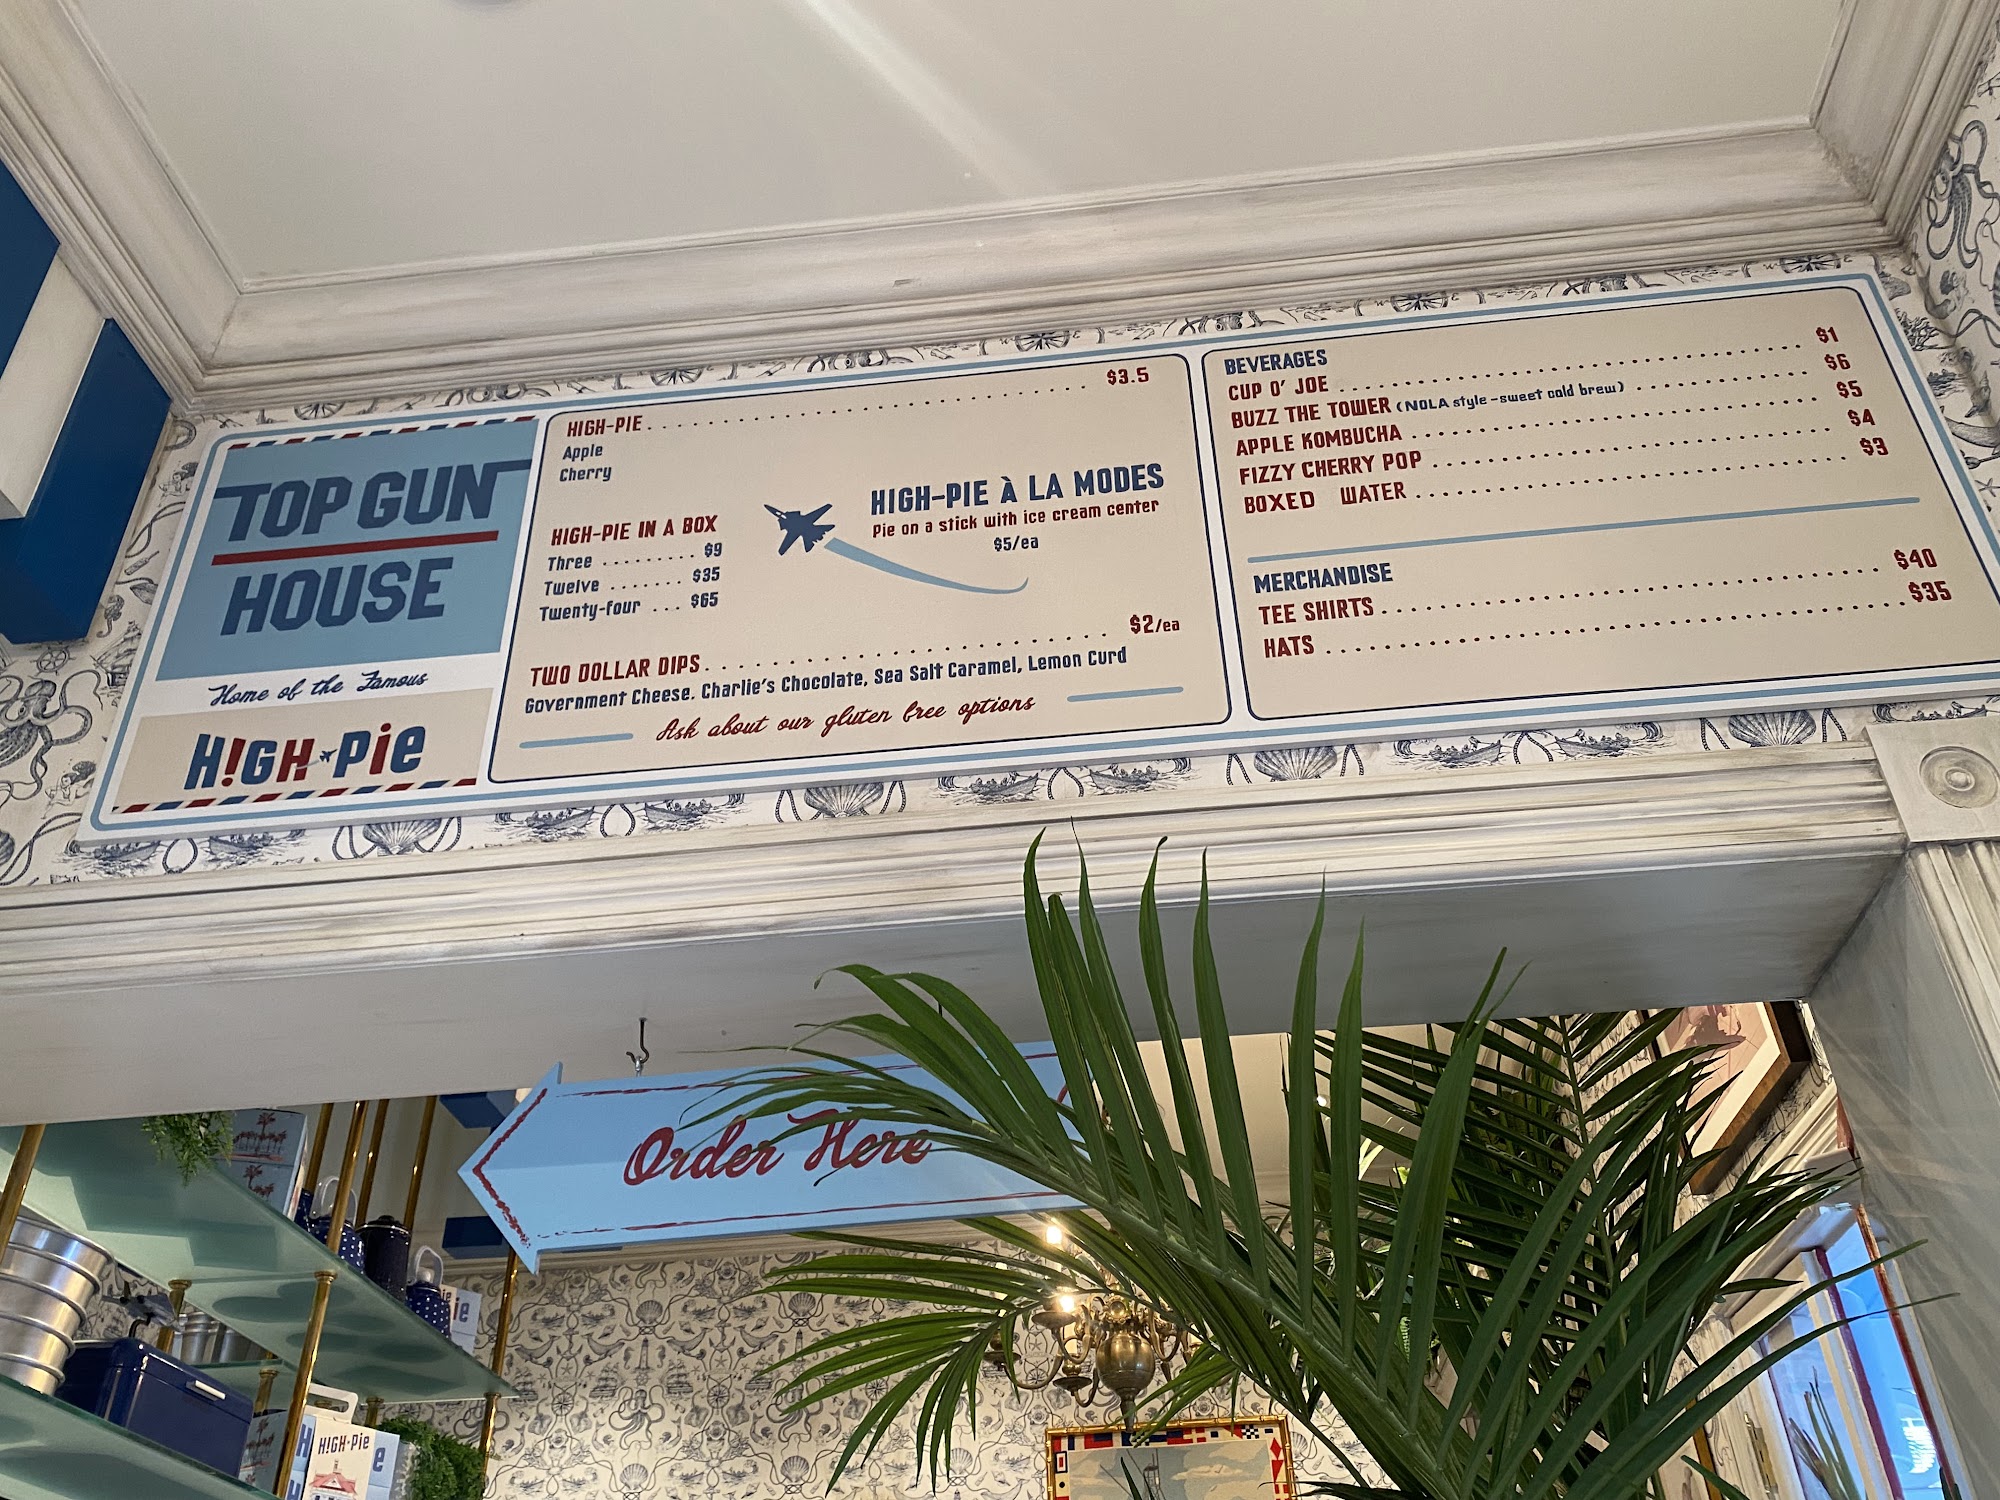 TOP GUN
HOUSE
Home of the Famous
H!GH-Pie
HIGH-PIE . . . . . . . . . . . . . . . . . . . . . . . . . . . . . . $3.5
Apple
Cherry
HIGH-PIE IN A BOX
Three . . . . . . . . $9
Twelve . . . . . . . $35
Twenty-four . . . $65
HIGH-PIE À LA MODES
Pie on a stick with ice cream center
$5/ea
TWO DOLLAR DIPS. . . . . . . . . . . . . . . . . . . . . . . . . . . $2/ea
Government Cheese. Charlie's Chocolate, Sea Salt Caramel, Lemon Curd
Ask about our gluten free options
BEVERAGES
CUP O' JOE . . . . . . . . . . . . . . . . . . . . . . . . . . . . . . $1
BUZZ THE TOWER (NOLA style - sweet cold brew) . . . . . . . . . . . . $6
APPLE KOMBUCHA . . . . . . . . . . . . . . . . . . . . . . . . . . . $5
FIZZY CHERRY POP . . . . . . . . . . . . . . . . . . . . . . . . . . $4
BOXED WATER . . . . . . . . . . . . . . . . . . . . . . . . . . . . $3
MERCHANDISE
TEE SHIRTS . . . . . . . . . . . . . . . . . . . . . . . . . . . . . . $40
HATS . . . . . . . . . . . . . . . . . . . . . . . . . . . . . . . . . $35
Order Here
H!GH-Pie